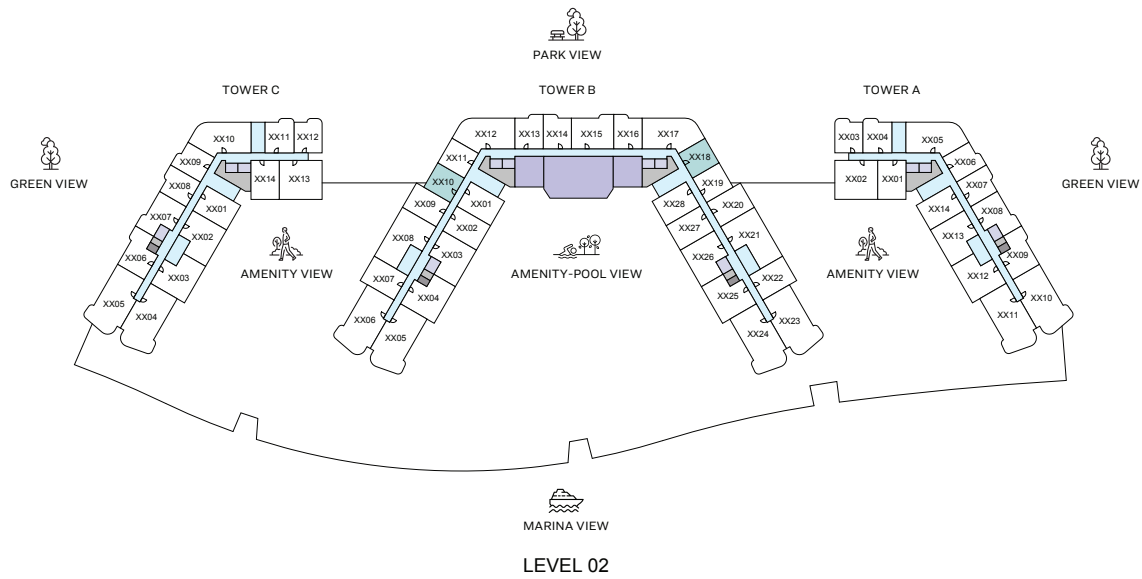 PARK VIEW
TOWER C
TOWER B
TOWER A
GREEN VIEW
GREEN VIEW
XX10
XX11
XX12
XX09
XX08
XX14
XX13
XX07
XX01
XX06
XX02
XX05
XX03
XX04
AMENITY VIEW
XX12
XX13
XX14
XX15
XX16
XX17
XX11
XX18
XX10
XX19
XX09
XX01
XX28
XX20
XX08
XX02
XX27
XX21
XX07
XX03
XX26
XX22
XX06
XX04
XX25
XX23
XX05
XX24
AMENITY-POOL VIEW
AMENITY VIEW
XX03
XX04
XX05
XX02
XX01
XX06
XX07
XX14
XX08
XX13
XX09
XX12
XX10
XX11
MARINA VIEW
LEVEL 02